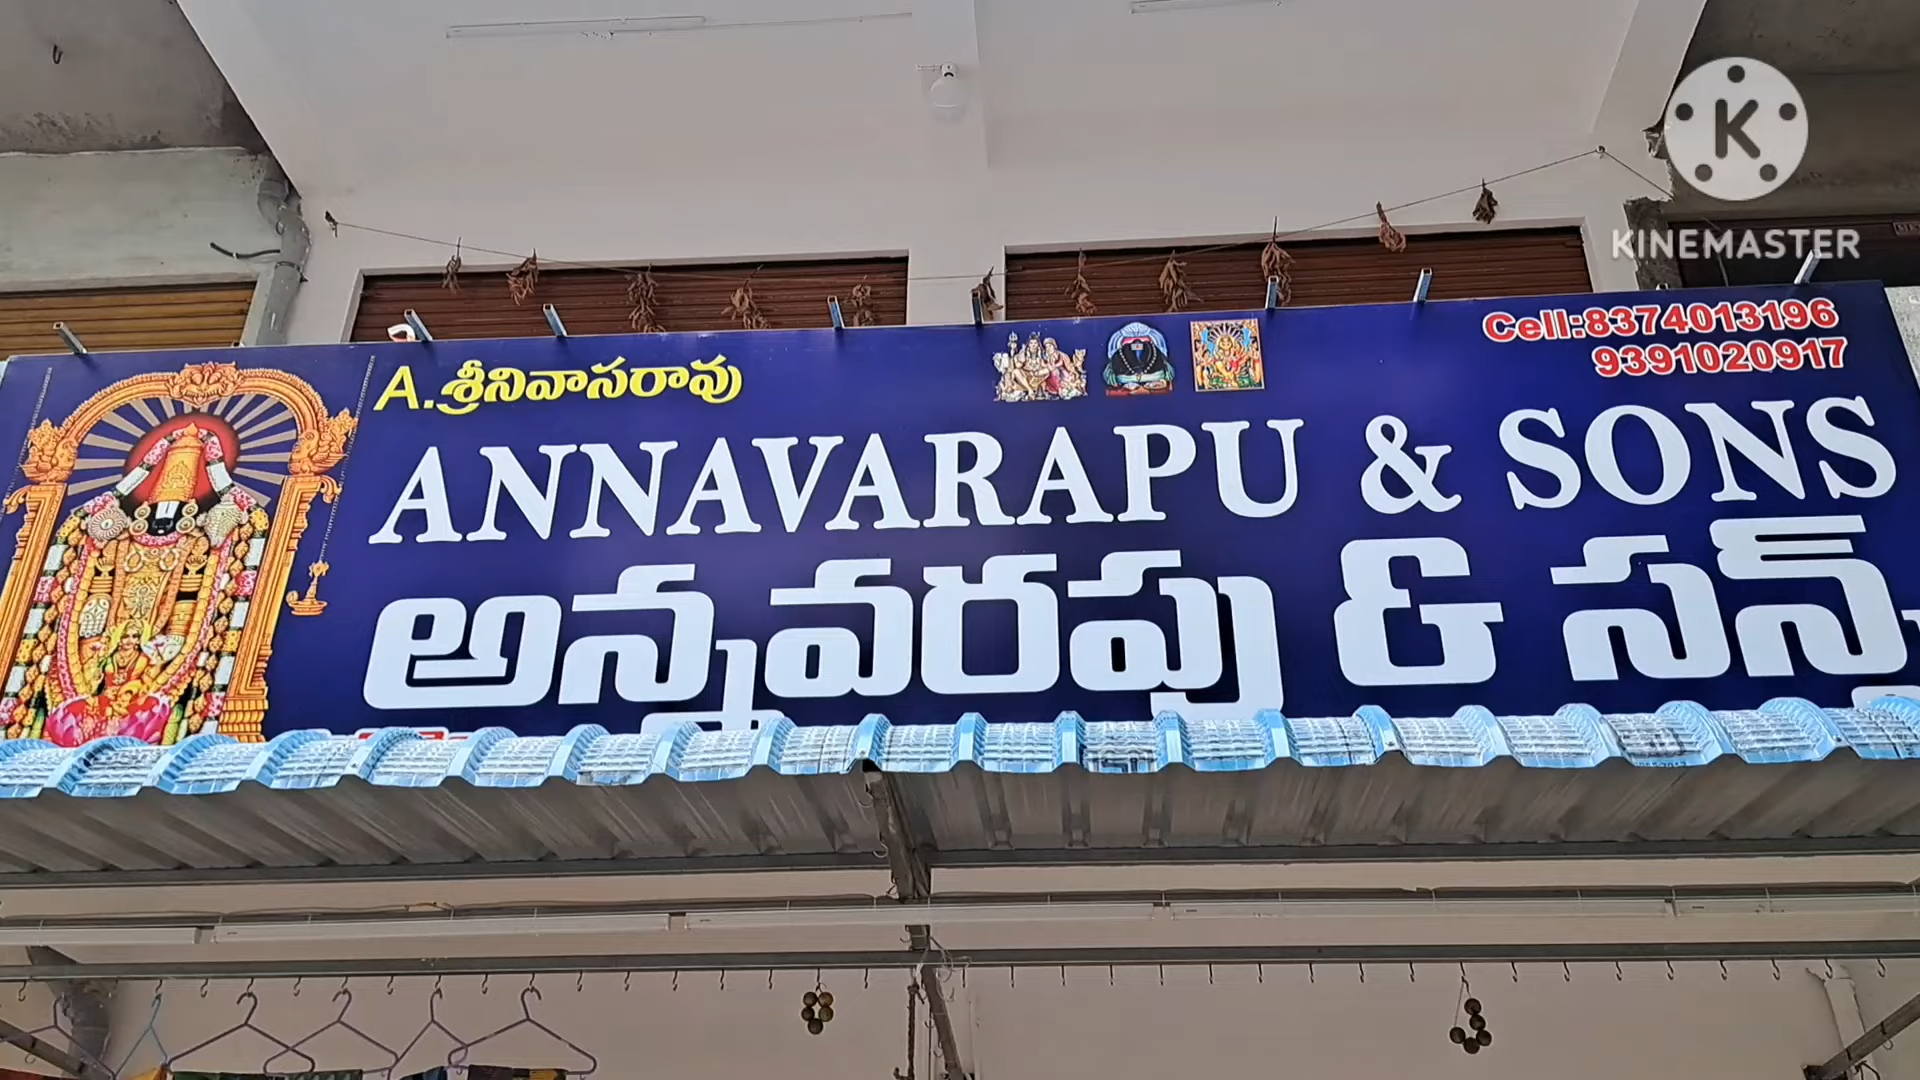 KINEMASTER
Cell:8374013196
9391020917
A.శ్రీనివాసరావు
ANNAVARAPU & SONS
అన్నవరపు & సన్స్